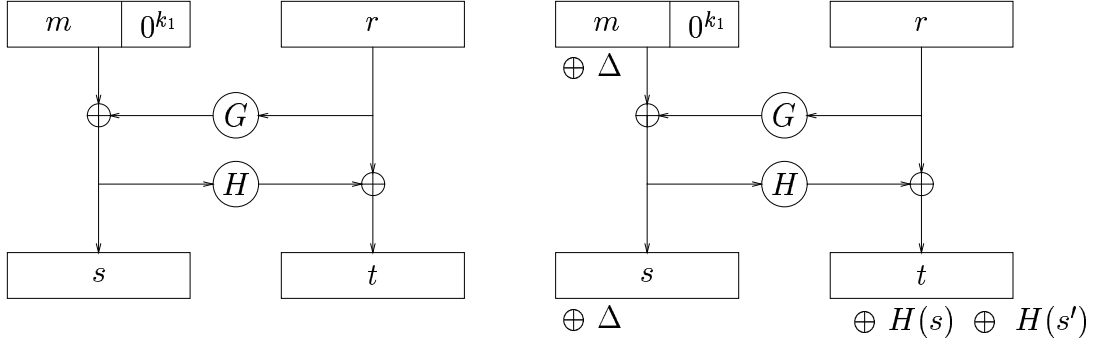 m 0^{k_1} r m 0^{k_1} r
⊕ Δ
G G
H H
s t s t
⊕ Δ ⊕ H(s) ⊕ H(s′)